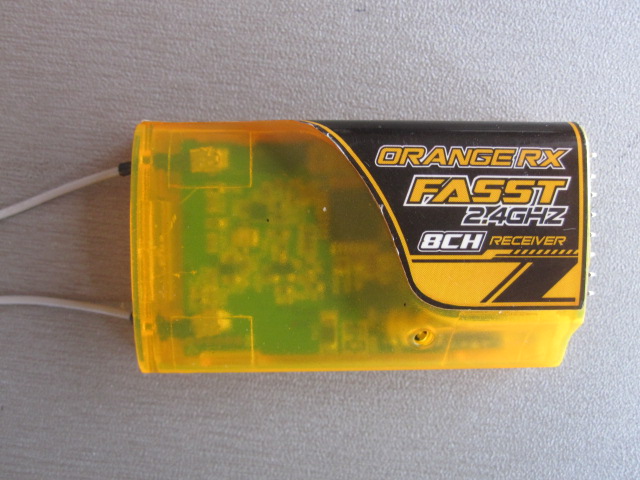 ORANGE RX
FASST
2.4GHZ
8CH RECEIVER